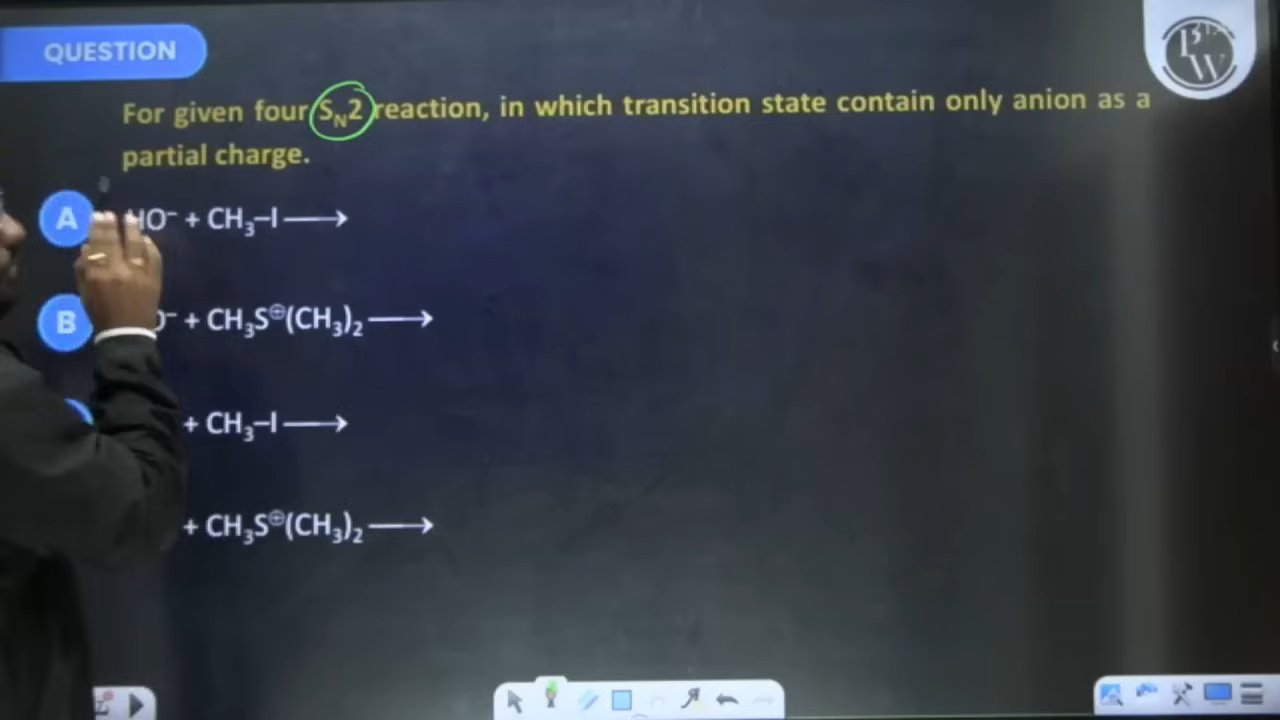 QUESTION
For given four SN2 reaction, in which transition state contain only anion as a
partial charge.
A HO⁻ + CH₃–I ⟶
B O⁻ + CH₃S⊕(CH₃)₂ ⟶
+ CH₃–I ⟶
+ CH₃S⊕(CH₃)₂ ⟶